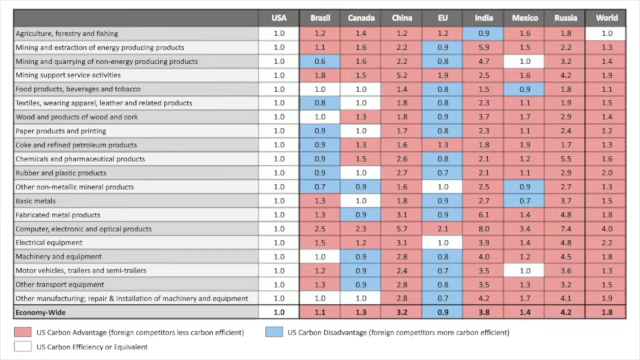 USA Brazil Canada China EU India Mexico Russia World
Agriculture, forestry and fishing 1.0 1.2 1.4 1.2 1.2 0.9 1.6 1.8 1.0
Mining and extraction of energy producing products 1.0 1.1 1.6 2.2 0.9 5.9 1.5 2.2 1.3
Mining and quarrying of non-energy producing products 1.0 0.6 1.6 2.2 0.8 4.7 1.0 3.2 1.4
Mining support service activities 1.0 1.8 1.5 5.2 1.9 2.5 1.6 4.2 1.9
Food products, beverages and tobacco 1.0 1.0 1.0 1.4 0.8 1.5 0.9 1.8 1.1
Textiles, wearing apparel, leather and related products 1.0 0.8 1.0 1.8 0.8 2.3 1.1 1.9 1.5
Wood and products of wood and cork 1.0 1.0 1.3 1.8 0.9 3.7 1.7 2.9 1.4
Paper products and printing 1.0 0.9 1.0 1.7 0.8 2.3 1.1 2.4 1.2
Coke and refined petroleum products 1.0 0.9 1.3 1.6 1.3 1.8 1.9 1.7 1.3
Chemicals and pharmaceutical products 1.0 0.9 1.5 2.6 0.8 2.1 1.2 5.5 1.6
Rubber and plastic products 1.0 0.9 1.0 2.7 0.7 2.1 1.1 2.9 2.0
Other non-metallic mineral products 1.0 0.7 0.9 1.6 1.0 2.5 0.9 2.7 1.3
Basic metals 1.0 1.3 1.0 1.8 0.9 2.7 0.7 3.7 1.5
Fabricated metal products 1.0 1.3 0.9 3.1 0.9 6.1 1.4 4.8 1.8
Computer, electronic and optical products 1.0 2.5 2.3 5.7 2.1 8.0 3.4 7.4 4.0
Electrical equipment 1.0 1.5 1.2 3.1 1.0 3.9 1.4 4.8 2.2
Machinery and equipment 1.0 1.0 0.9 2.8 0.8 4.0 1.2 4.5 1.8
Motor vehicles, trailers and semi-trailers 1.0 1.2 0.9 2.4 0.7 3.5 1.0 3.6 1.3
Other transport equipment 1.0 1.3 0.9 2.8 0.8 3.5 1.3 3.2 1.5
Other manufacturing; repair & installation of machinery and equipment 1.0 1.0 1.0 2.8 0.7 4.2 1.7 4.1 1.9
Economy-Wide 1.0 1.1 1.0 3.2 0.9 3.8 1.4 4.2 1.8
US Carbon Advantage (foreign competitors less carbon efficient) US Carbon Disadvantage (foreign competitors more carbon efficient)
US Carbon Efficiency or Equivalent